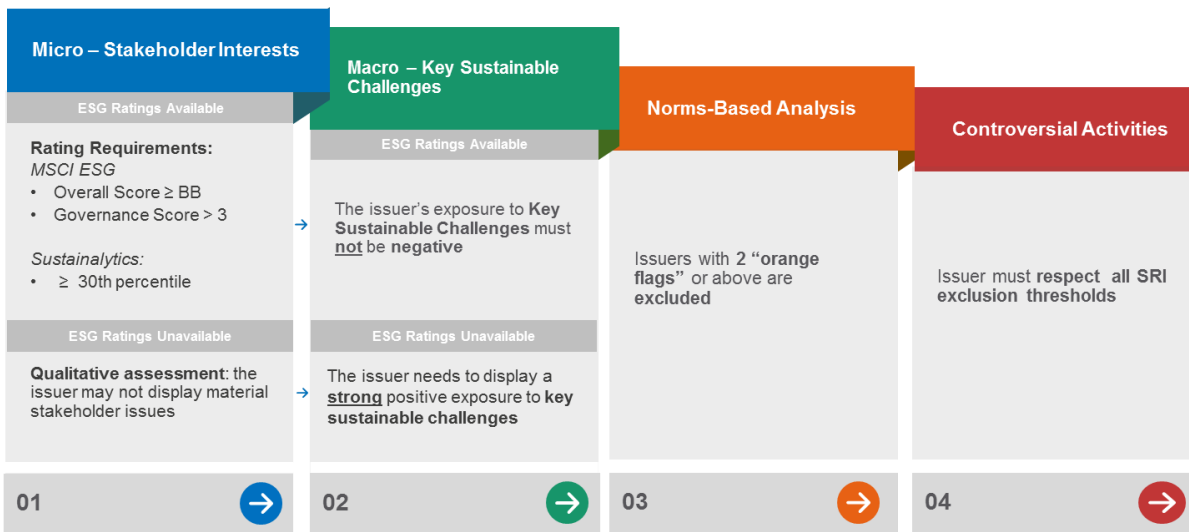 Micro – Stakeholder Interests
ESG Ratings Available
Rating Requirements:
MSCI ESG
• Overall Score ≥ BB
• Governance Score > 3
Sustainalytics:
• ≥ 30th percentile
ESG Ratings Unavailable
Qualitative assessment: the
issuer may not display material
stakeholder issues
01
Macro – Key Sustainable
Challenges
ESG Ratings Available
The issuer's exposure to Key
Sustainable Challenges must
not be negative
ESG Ratings Unavailable
The issuer needs to display a
strong positive exposure to key
sustainable challenges
02
Norms-Based Analysis
Issuers with 2 “orange
flags” or above are
excluded
03
Controversial Activities
Issuer must respect all SRI
exclusion thresholds
04